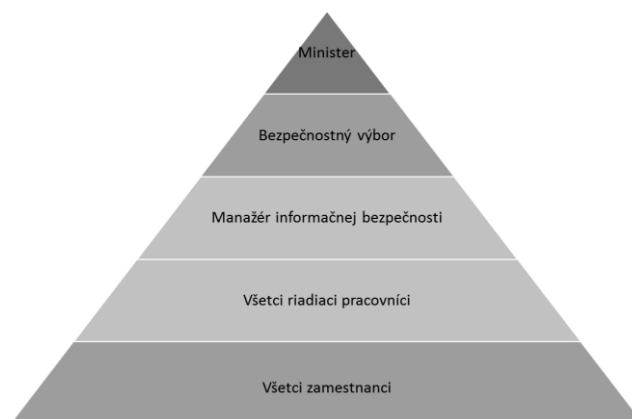 Minister
Bezpečnostný výbor
Manažér informačnej bezpečnosti
Všetci riadiaci pracovníci
Všetci zamestnanci